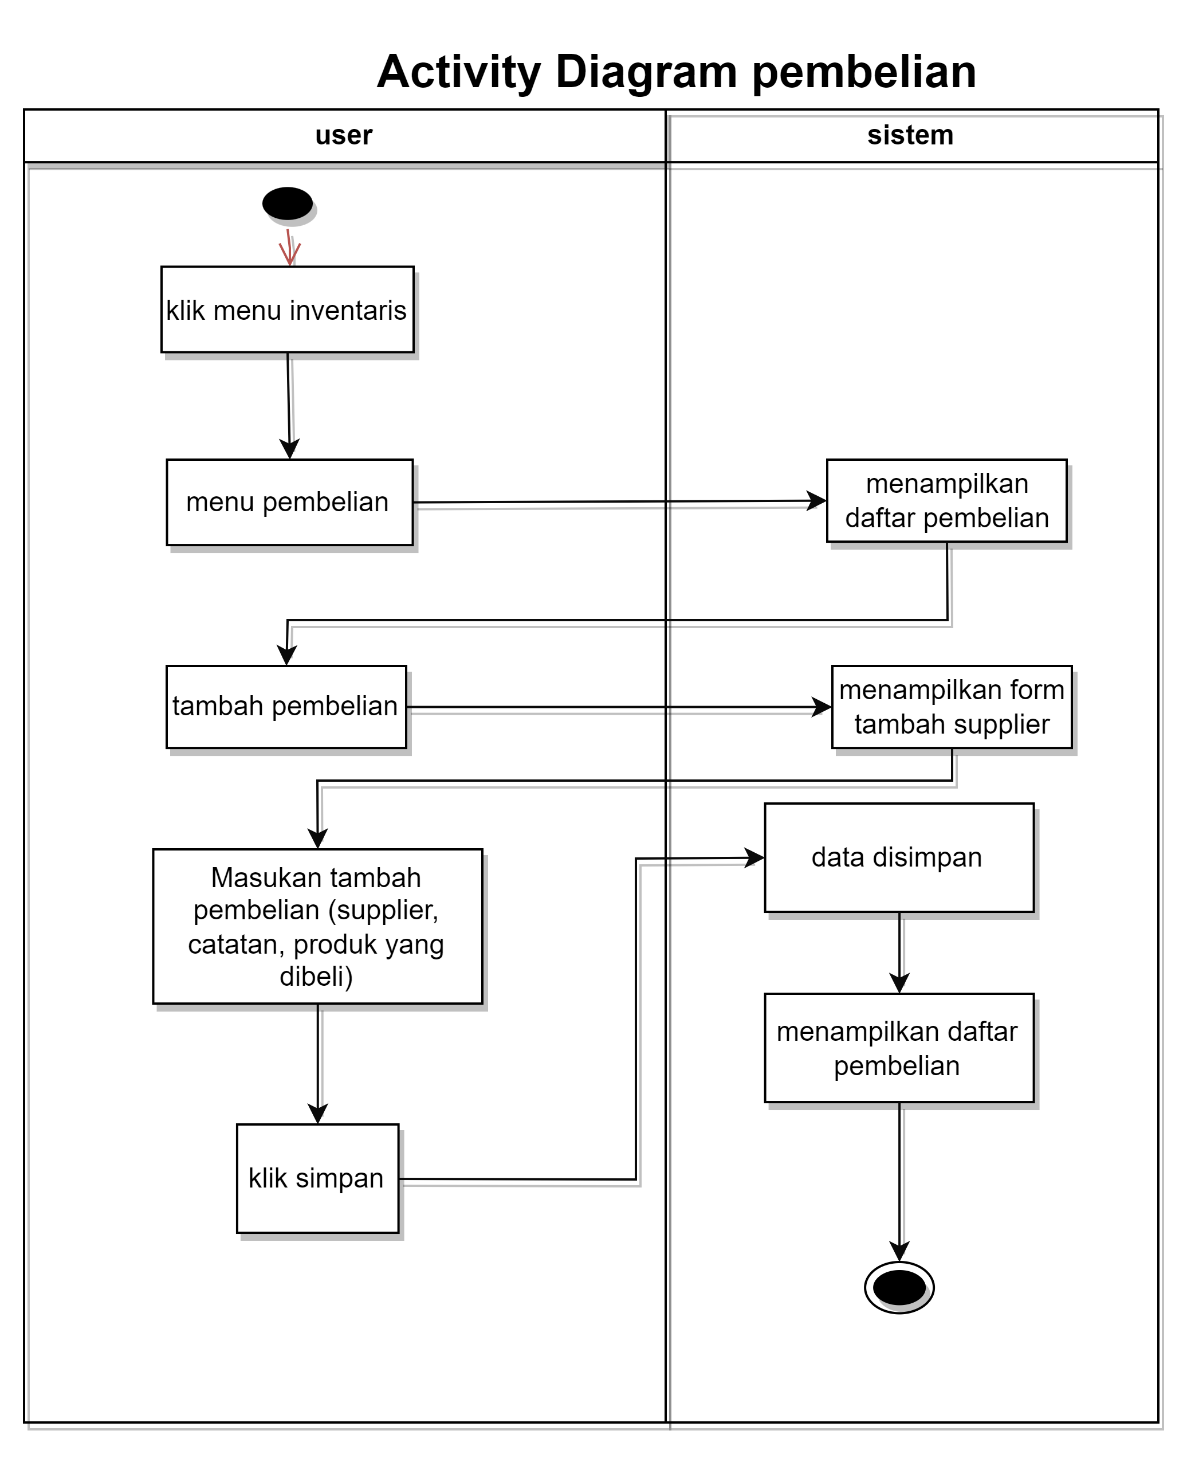 Activity Diagram pembelian
user
sistem
klik menu inventaris
menu pembelian
menampilkan
daftar pembelian
tambah pembelian
menampilkan form
tambah supplier
Masukan tambah
pembelian (supplier,
catatan, produk yang
dibeli)
klik simpan
data disimpan
menampilkan daftar
pembelian